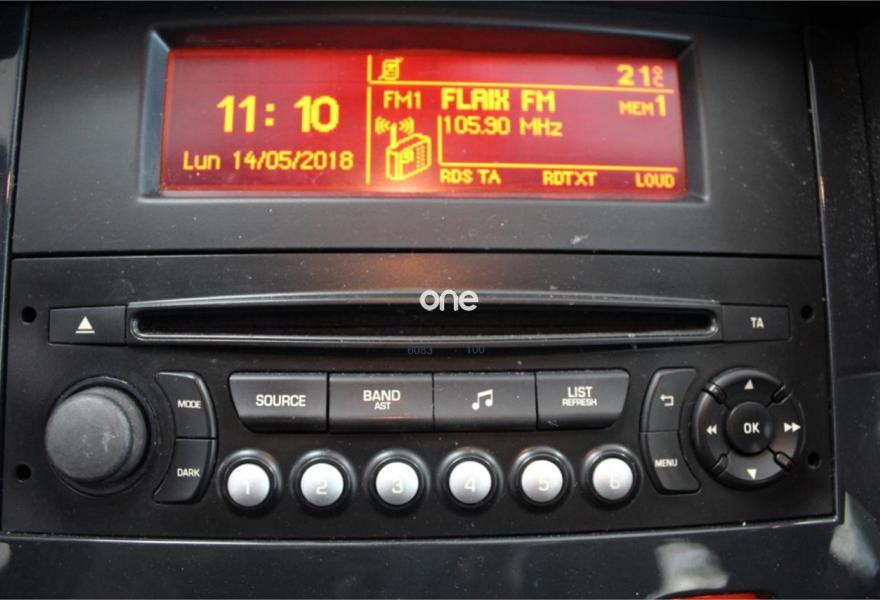 21°C
11:10
FM1 FLAIX FM MEM1
105.90 MHz
Lun 14/05/2018
RDS TA RDTXT LOUD
one
TA
6083 100
MODE SOURCE BAND LIST
AST REFRESH
OK
DARK MENU
1 2 3 4 5 6